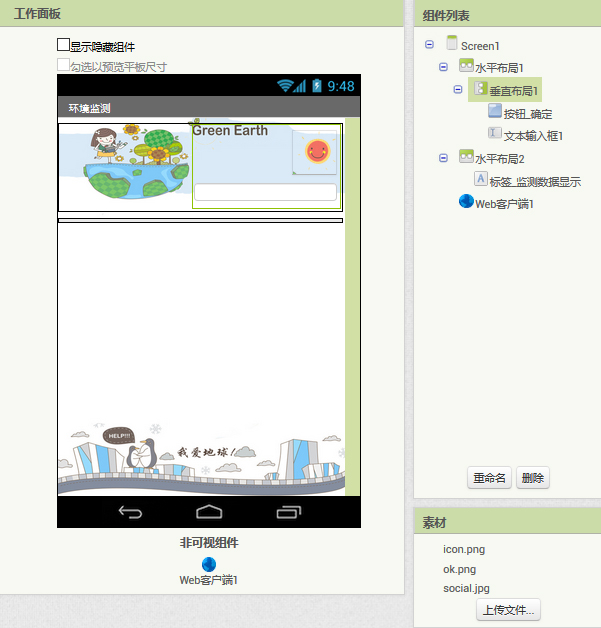 工作面板
显示隐藏组件
勾选以预览平板尺寸
9:48
环境监测
Green Earth
HELP!!!
我爱地球!
非可视组件
Web客户端1
组件列表
Screen1
水平布局1
垂直布局1
按钮_确定
文本输入框1
水平布局2
标签_监测数据显示
Web客户端1
重命名
删除
素材
icon.png
ok.png
social.jpg
上传文件...